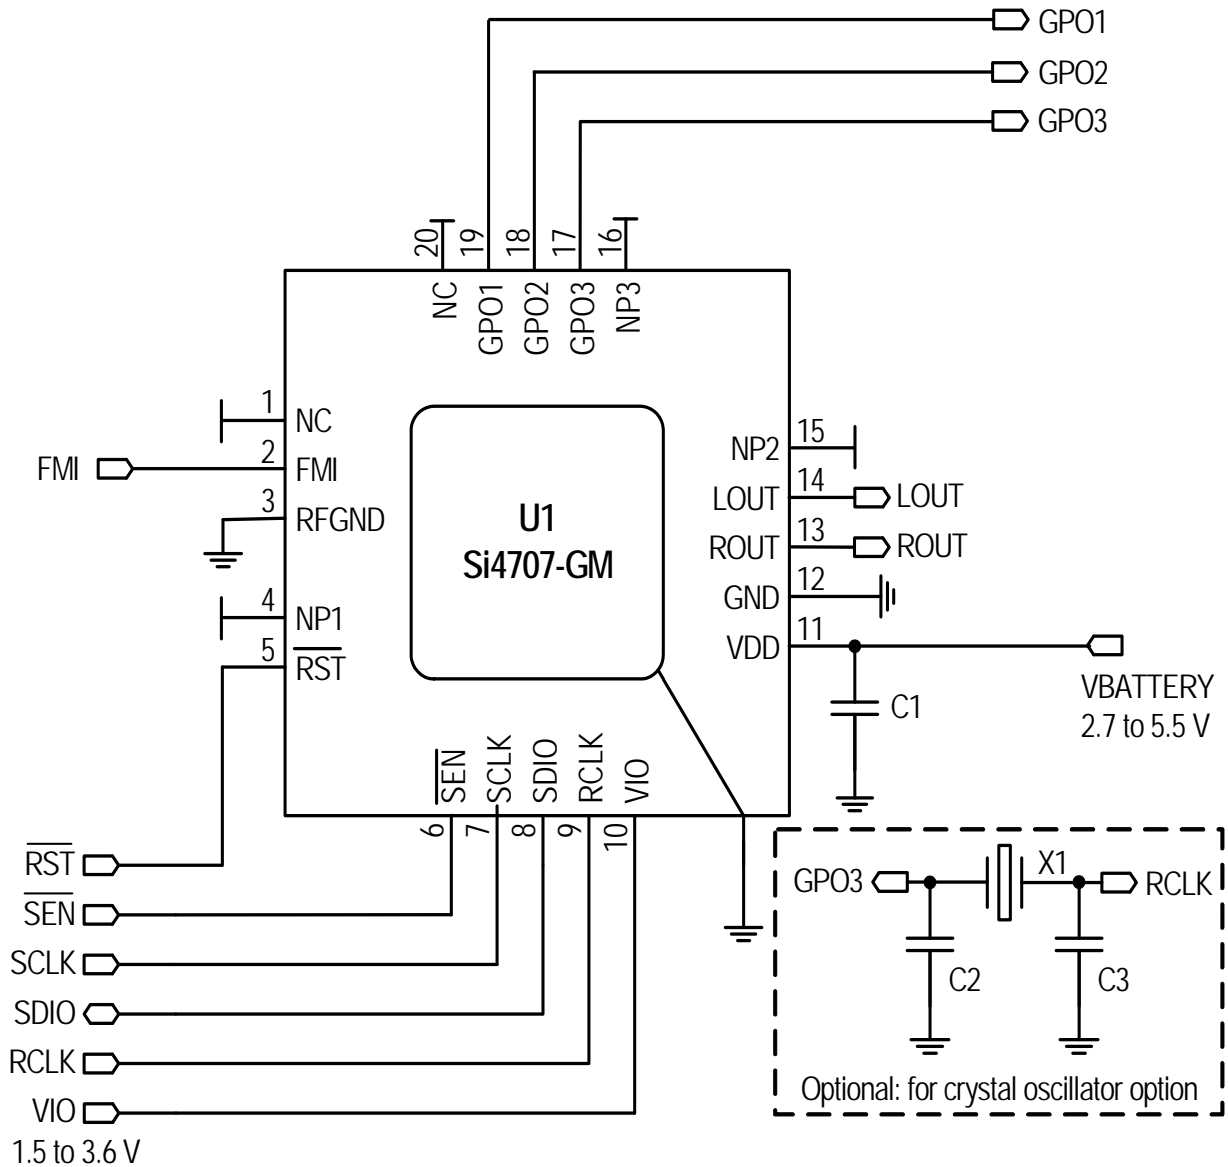 GPO1
GPO2
GPO3
20
19
18
17
16
NC
GPO1
GPO2
GPO3
NP3
1
NC
FMI
2
FMI
3
RFGND
4
NP1
5
RST
U1
Si4707-GM
NP2
15
LOUT
14
LOUT
ROUT
13
ROUT
GND
12
VDD
11
VBATTERY
2.7 to 5.5 V
C1
SEN
SCLK
SDIO
RCLK
VIO
6
7
8
9
10
RST
SEN
SCLK
SDIO
RCLK
VIO
1.5 to 3.6 V
GPO3
X1
RCLK
C2
C3
Optional: for crystal oscillator option